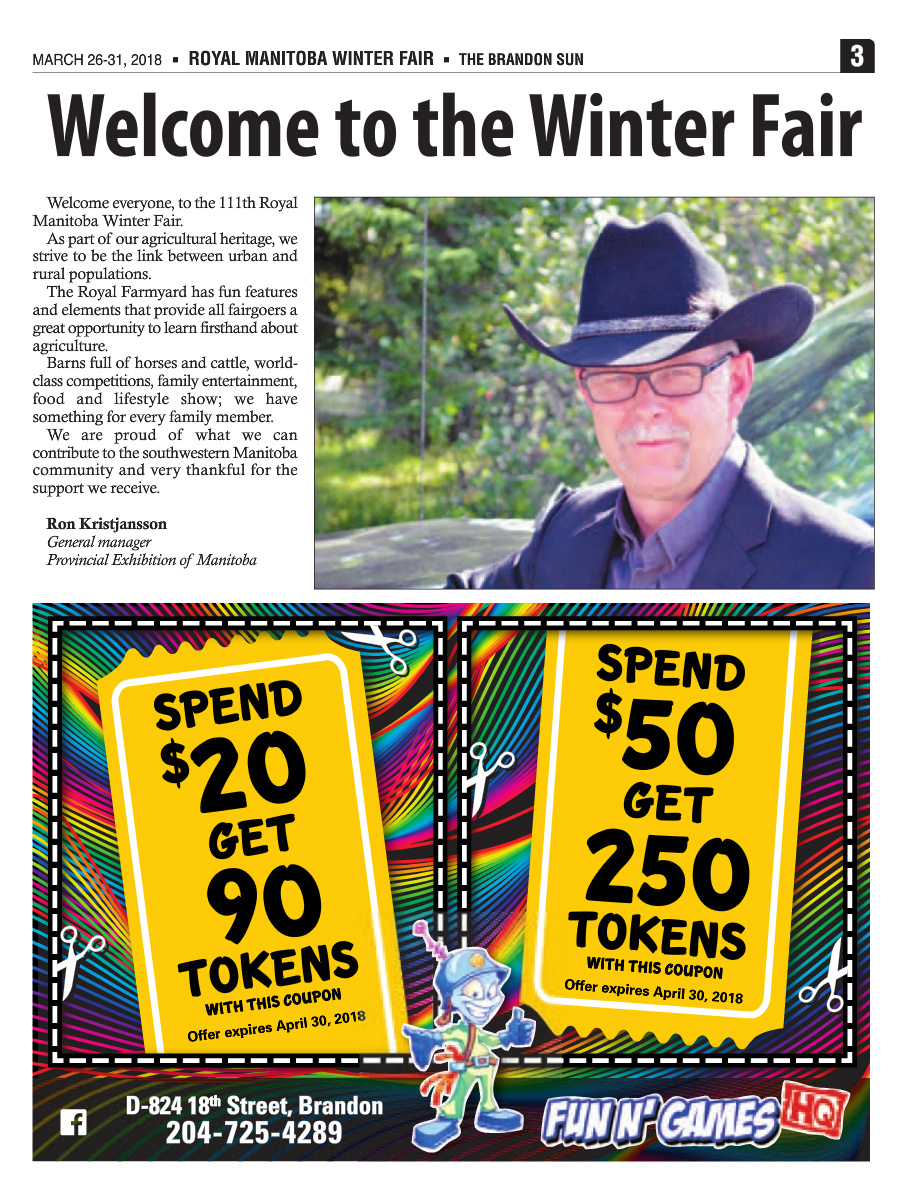 MARCH 26-31, 2018 ▪ ROYAL MANITOBA WINTER FAIR ▪ THE BRANDON SUN
3
Welcome to the Winter Fair
Welcome everyone, to the 111th Royal
Manitoba Winter Fair.
As part of our agricultural heritage, we
strive to be the link between urban and
rural populations.
The Royal Farmyard has fun features
and elements that provide all fairgoers a
great opportunity to learn firsthand about
agriculture.
Barns full of horses and cattle, world-
class competitions, family entertainment,
food and lifestyle show; we have
something for every family member.
We are proud of what we can
contribute to the southwestern Manitoba
community and very thankful for the
support we receive.
Ron Kristjansson
General manager
Provincial Exhibition of Manitoba
SPEND
$20
GET
90
TOKENS
WITH THIS COUPON
Offer expires April 30, 2018
SPEND
$50
GET
250
TOKENS
WITH THIS COUPON
Offer expires April 30, 2018
D-824 18th Street, Brandon
204-725-4289
FUN N' GAMES HQ